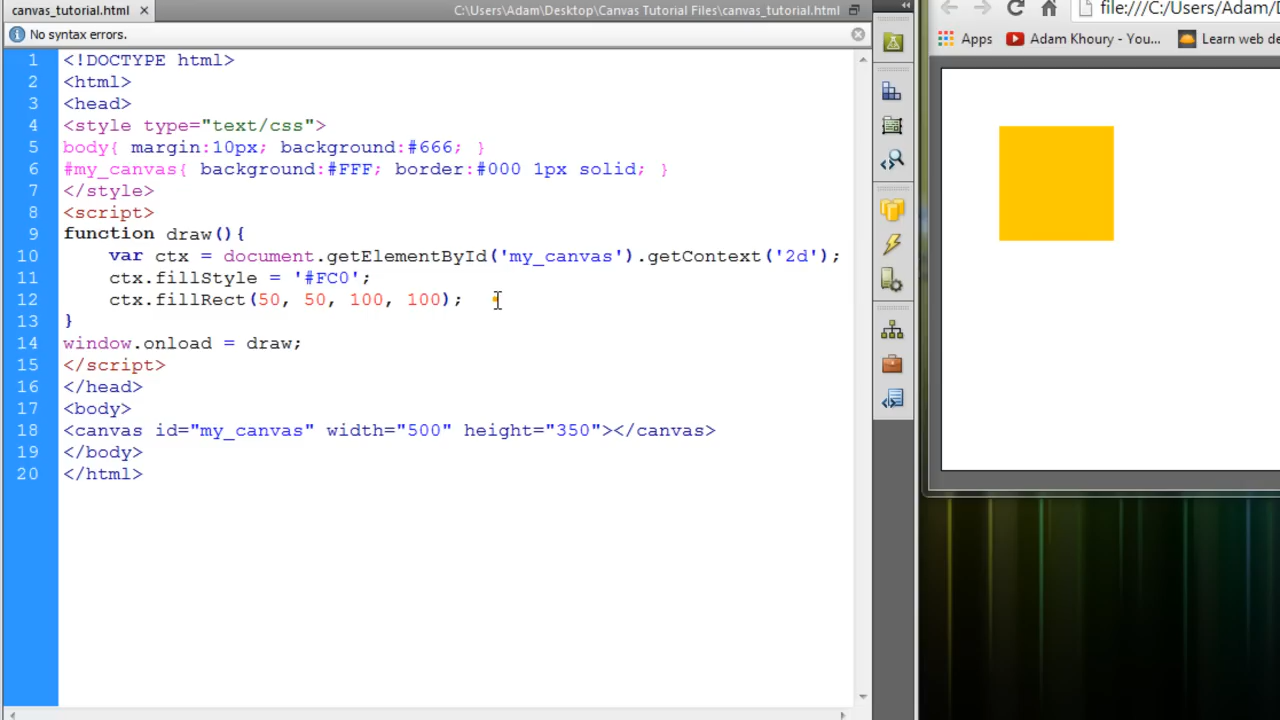 canvas_tutorial.html
C:\Users\Adam\Desktop\Canvas Tutorial Files\canvas_tutorial.html
No syntax errors.
1 <!DOCTYPE html>
2 <html>
3 <head>
4 <style type="text/css">
5 body{ margin:10px; background:#666; }
6 #my_canvas{ background:#FFF; border:#000 1px solid; }
7 </style>
8 <script>
9 function draw(){
10 var ctx = document.getElementById('my_canvas').getContext('2d');
11 ctx.fillStyle = '#FC0';
12 ctx.fillRect(50, 50, 100, 100);
13 }
14 window.onload = draw;
15 </script>
16 </head>
17 <body>
18 <canvas id="my_canvas" width="500" height="350"></canvas>
19 </body>
20 </html>
file:///C:/Users/Adam/D
Apps Adam Khoury - You... Learn web de